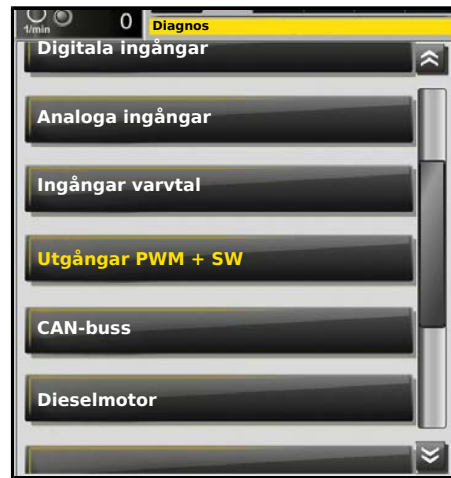 1/min
0
Diagnos
Digitala ingångar
Analoga ingångar
Ingångar varvtal
Utgångar PWM + SW
CAN-buss
Dieselmotor